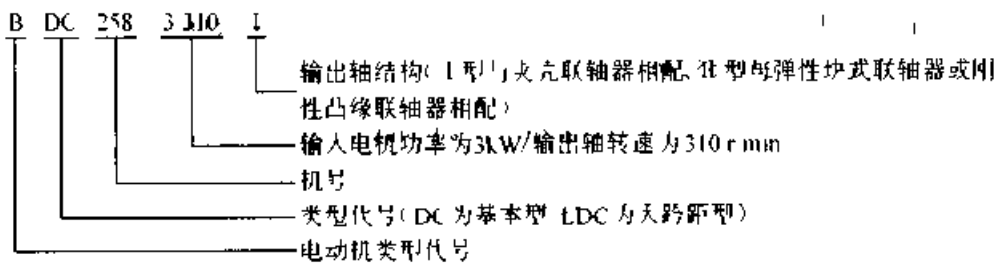 B DC 258 3 310 I
输出轴结构(I型与夹壳联轴器相配、II型与弹性块式联轴器或刚
性凸缘联轴器相配)
输入电机功率为3kW/输出轴转速为310r min
机号
类型代号(DC为基本型 LDC为大跨距型)
电动机类型代号